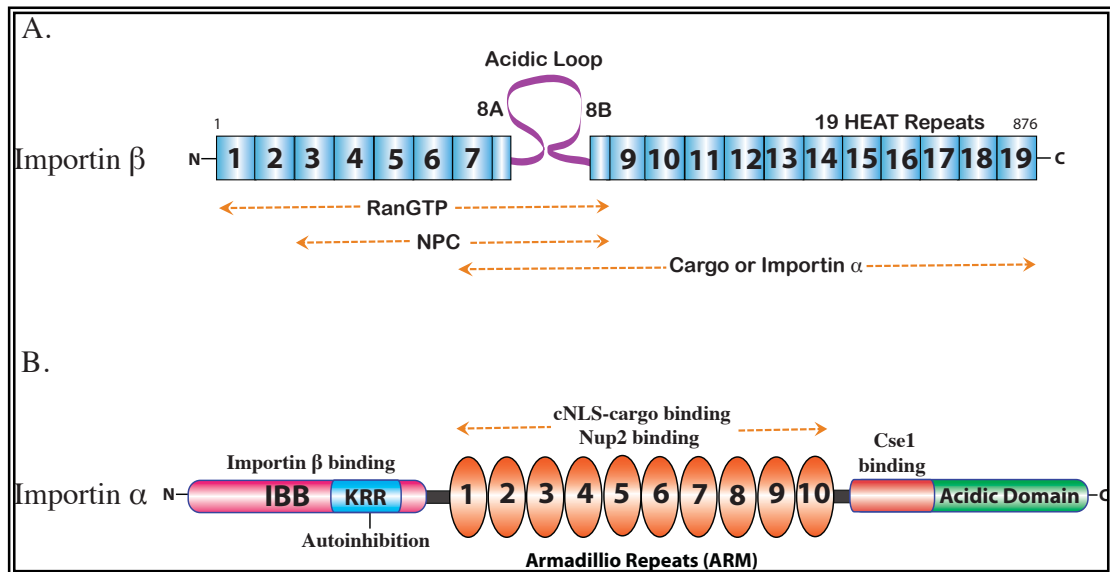 A.
Acidic Loop
8A 8B
1 19 HEAT Repeats 876
Importin β N 1 2 3 4 5 6 7 9 10 11 12 13 14 15 16 17 18 19 C
RanGTP
NPC
Cargo or Importin α
B.
cNLS-cargo binding
Nup2 binding
Cse1
binding
Importin β binding
Importin α N IBB KRR 1 2 3 4 5 6 7 8 9 10 Acidic Domain C
Autoinhibition
Armadillio Repeats (ARM)